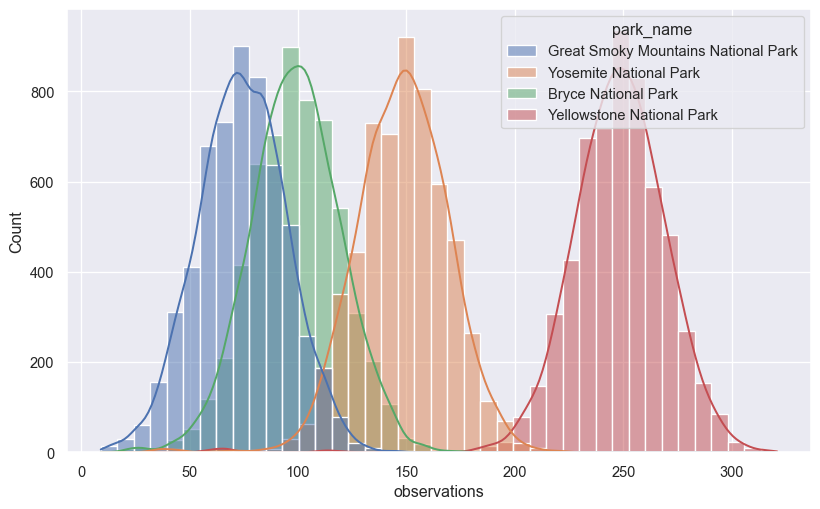 park_name
Great Smoky Mountains National Park
Yosemite National Park
Bryce National Park
Yellowstone National Park
Count
800
600
400
200
0
0 50 100 150 200 250 300
observations